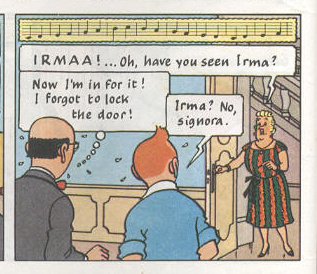 IRMAA!... Oh, have you seen Irma?
Now I'm in for it!
I forgot to lock
the door!
Irma? No,
signora.